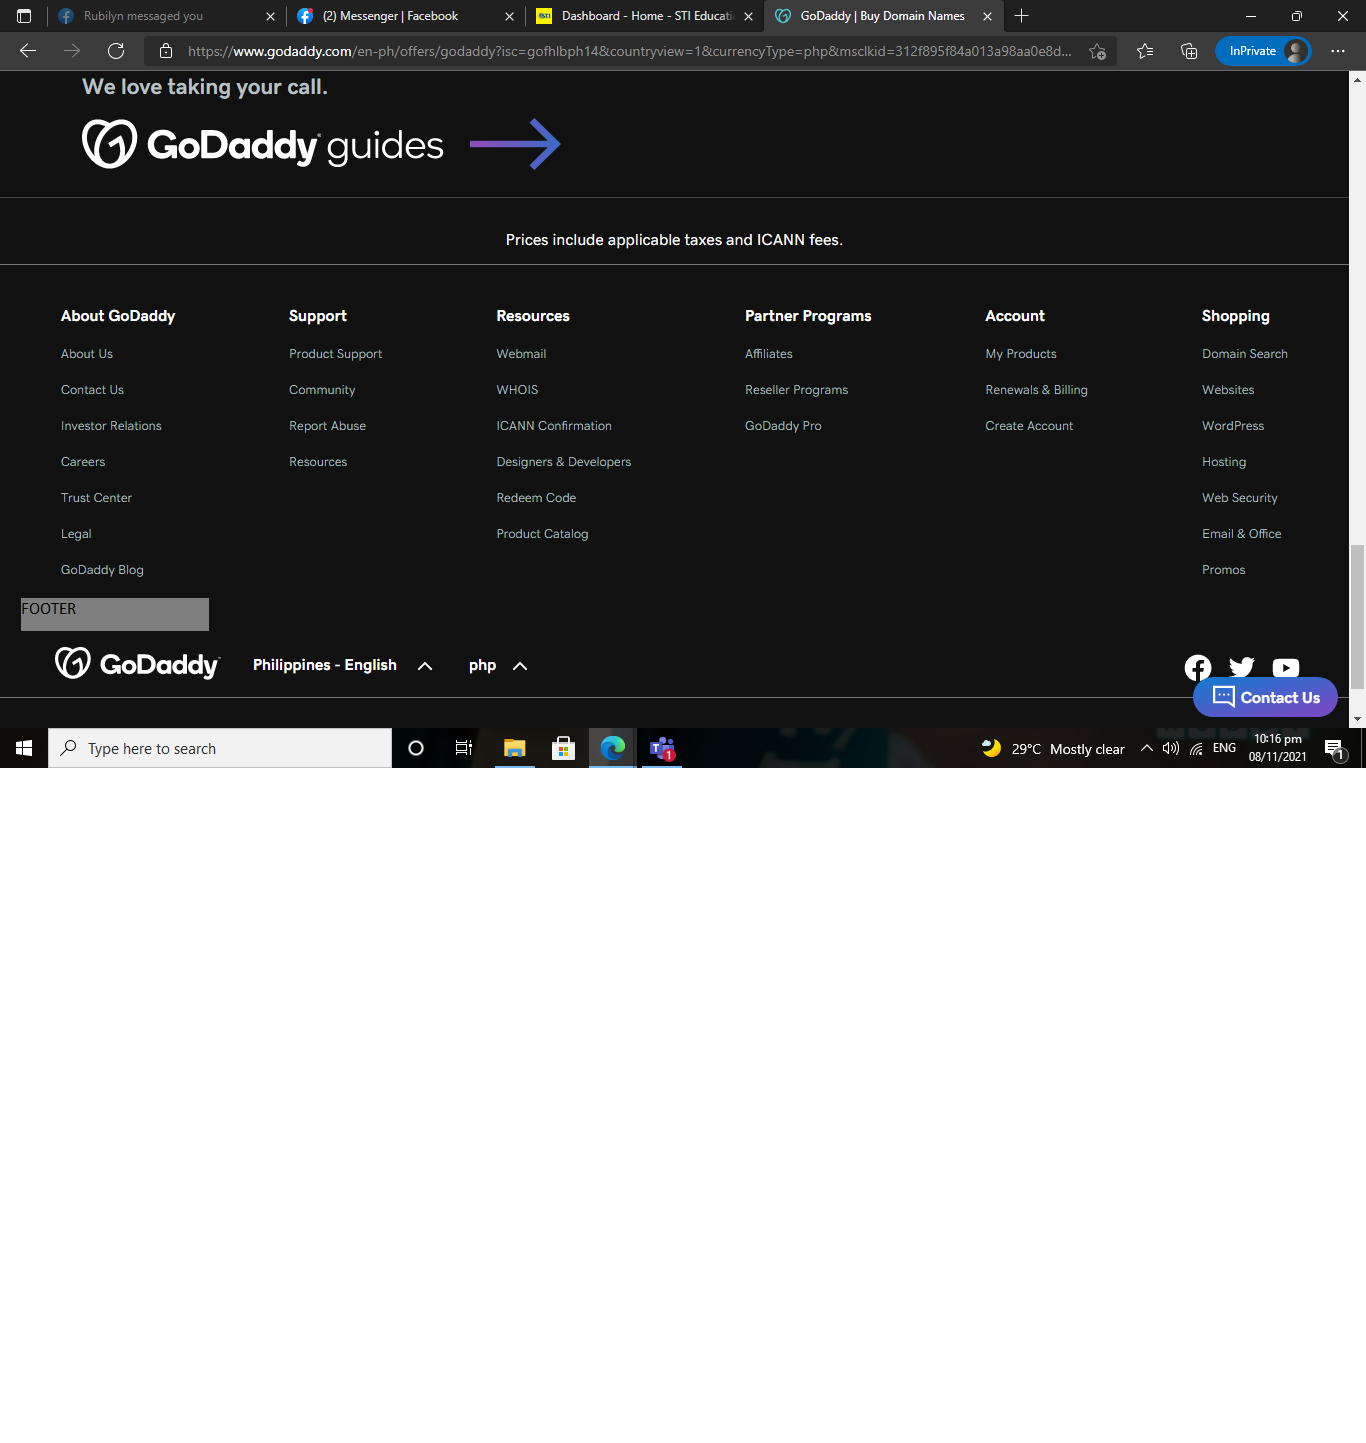 Rubilyn messaged you
(2) Messenger | Facebook
Dashboard - Home - STI Educati
GoDaddy | Buy Domain Names
https://www.godaddy.com/en-ph/offers/godaddy?isc=gofhlbph14&countryview=1&currencyType=php&msclkid=312f895f84a013a98aa0e8d...
InPrivate
We love taking your call.
GoDaddy guides
Prices include applicable taxes and ICANN fees.
About GoDaddy
About Us
Contact Us
Investor Relations
Careers
Trust Center
Legal
GoDaddy Blog
Support
Product Support
Community
Report Abuse
Resources
Resources
Webmail
WHOIS
ICANN Confirmation
Designers & Developers
Redeem Code
Product Catalog
Partner Programs
Affiliates
Reseller Programs
GoDaddy Pro
Account
My Products
Renewals & Billing
Create Account
Shopping
Domain Search
Websites
WordPress
Hosting
Web Security
Email & Office
Promos
FOOTER
GoDaddy
Philippines - English
php
Contact Us
Type here to search
T
1
29°C Mostly clear
ENG
10:16 pm
08/11/2021
1